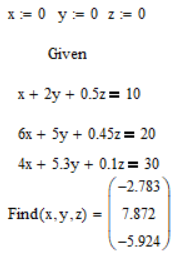 x := 0 y := 0 z := 0
Given
x + 2y + 0.5z = 10
6x + 5y + 0.45z = 20
4x + 5.3y + 0.1z = 30
Find(x,y,z) = (-2.783 7.872 -5.924)